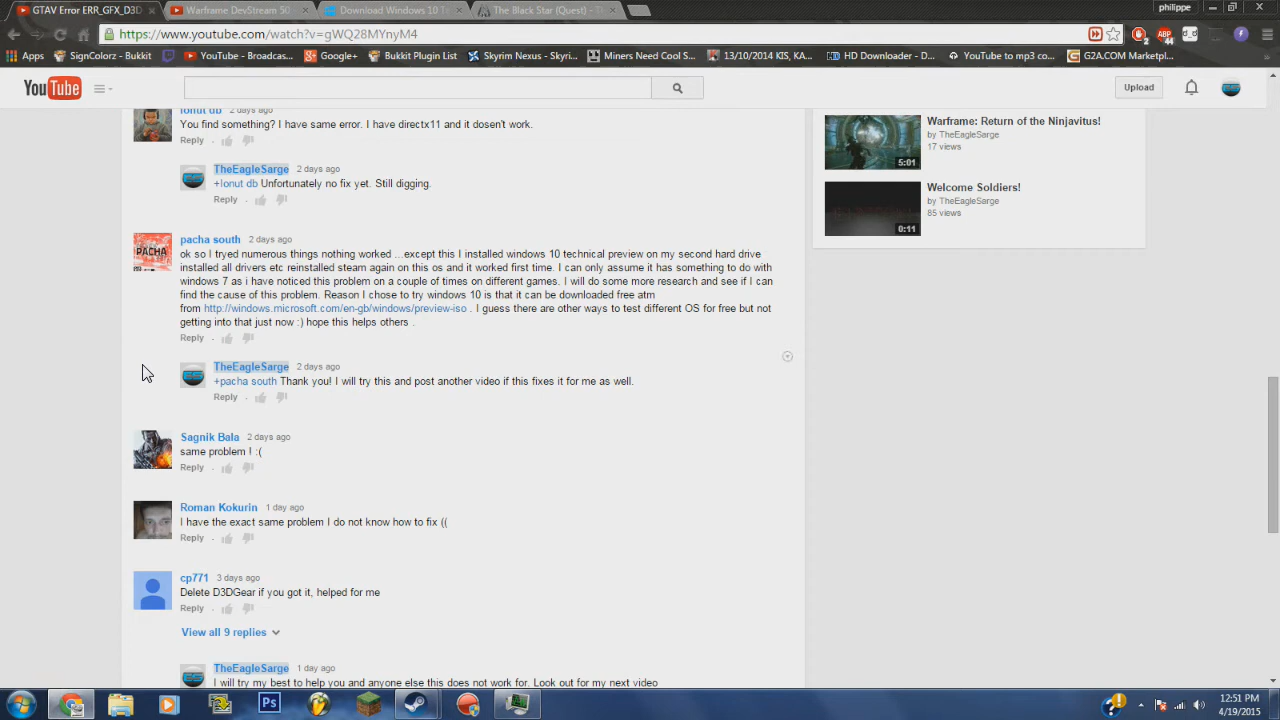 GTAV Error ERR_GFX_D3D
Warframe DevStream 50
Download Windows 10 T
The Black Star (Quest) - T
philippe
https://www.youtube.com/watch?v=gWQ28MYnyM4
Apps
SignColorz - Bukkit
YouTube - Broadcas...
Google+
Bukkit Plugin List
Skyrim Nexus - Skyri...
Miners Need Cool S...
13/10/2014 KIS, KA...
HD Downloader - D...
YouTube to mp3 co...
G2A.COM Marketpl...
You Tube
Upload
Ionut db 2 days ago
You find something? I have same error. I have directx11 and it dosen't work.
Reply
TheEagleSarge 2 days ago
+Ionut db Unfortunately no fix yet. Still digging.
Reply
pacha south 2 days ago
PACHA
ok so I tryed numerous things nothing worked ...except this I installed windows 10 technical preview on my second hard drive
installed all drivers etc reinstalled steam again on this os and it worked first time. I can only assume it has something to do with
windows 7 as i have noticed this problem on a couple of times on different games. I will do some more research and see if I can
find the cause of this problem. Reason I chose to try windows 10 is that it can be downloaded free atm
from http://windows.microsoft.com/en-gb/windows/preview-iso . I guess there are other ways to test different OS for free but not
getting into that just now :) hope this helps others .
Reply
TheEagleSarge 2 days ago
+pacha south Thank you! I will try this and post another video if this fixes it for me as well.
Reply
Sagnik Bala 2 days ago
same problem ! :(
Reply
Roman Kokurin 1 day ago
I have the exact same problem I do not know how to fix ((
Reply
cp771 3 days ago
Delete D3DGear if you got it, helped for me
Reply
View all 9 replies
TheEagleSarge 1 day ago
I will try my best to help you and anyone else this does not work for. Look out for my next video
Warframe: Return of the Ninjavitus!
by TheEagleSarge
17 views
5:01
Welcome Soldiers!
by TheEagleSarge
85 views
0:11
Ps
12:51 PM
4/19/2015